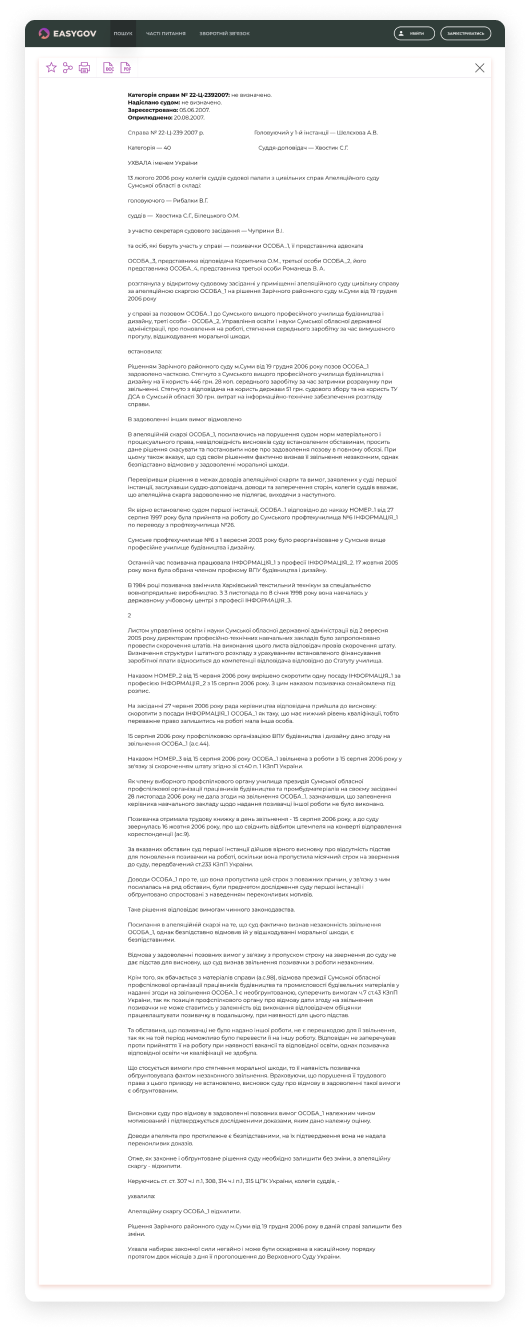 EASYGOV
ПОШУК
ЧАСТІ ПИТАННЯ
ЗВОРОТНІЙ ЗВ'ЯЗОК
УВІЙТИ
ЗАРЕЄСТРУВАТИСЬ
DOC
PDF
Категорія справи № 22-Ц-2392007: не визначено.
Надіслано судом: не визначено.
Зареєстровано: 05.06.2007.
Оприлюднено: 20.08.2007.
Справа № 22-Ц-239 2007 р. Головуючий у 1-й інстанції — Шелєхова А.В.
Категорія — 40 Суддя-доповідач — Хвостик С.Г.
УХВАЛА іменем України
13 лютого 2006 року колегія суддів судової палати з цивільних справ Апеляційного суду
Сумської області в складі:
головуючого — Рибалки В.Г.
суддів — Хвостика С.Г, Білецького О.М.
з участю секретаря судового засідання — Чуприни В.І.
та осіб, які беруть участь у справі — позивачки ОСОБА_1, її представника адвоката
ОСОБА_3, представника відповідача Коритника О.М., третьої особи ОСОБА_2, його
представника ОСОБА_4, представника третьої особи Романець В. А.
розглянула у відкритому судовому засіданні у приміщенні апеляційного суду цивільну справу
за апеляційною скаргою ОСОБА_1 на рішення Зарічного районного суду м.Суми від 19 грудня
2006 року
у справі за позовом ОСОБА_1 до Сумського вищого професійного училища будівництва і
дизайну, треті особи - ОСОБА_2, Управління освіти і науки Сумської обласної державної
адміністрації, про поновлення на роботі, стягнення середнього заробітку за час вимушеного
прогулу, відшкодуванню моральної шкоди,
встановила:
Рішенням Зарічного районного суду м.Суми від 19 грудня 2006 року позов ОСОБА_1
задоволено частково. Стягнуто з Сумського вищого професійного училища будівництва і
дизайну на її користь 446 грн. 28 коп. середнього заробітку за час затримки розрахунку при
звільненні. Стягнуто з відповідача на користь держави 51 грн. судового збору та на користь ТУ
ДСА в Сумській області 30 грн. витрат на інформаційно-технічне забезпечення розгляду
справи.
В задоволенні інших вимог відмовлено
В апеляційній скарзі ОСОБА_1, посилаючись на порушення судом норм матеріального і
процесуального права, невідповідність висновків суду встановленим обставинам, просить
дане рішення скасувати та постановити нове про задоволення позову в повному обсязі. При
цьому також вказує, що суд своїм рішенням фактично визнав її звільнення незаконним, однак
безпідставно відмовив у задоволенні моральної шкоди.
Перевіривши рішення в межах доводів апеляційної скарги та вимог, заявлених у суді першої
інстанції, заслухавши суддю-доповідача, доводи та заперечення сторін, колегія суддів вважає,
що апеляційна скарга задоволенню не підлягає, виходячи з наступного.
Як вірно встановлено судом першої інстанції, ОСОБА_1 відповідно до наказу НОМЕР_1 від 27
серпня 1997 року була прийнята на роботу до Сумського профтехучилища №6 ІНФОРМАЦІЯ_1
по переводу з профтехучилища №26.
Сумське профтехучилище №6 з 1 вересня 2003 року було реорганізоване у Сумське вище
професійне училище будівництва і дизайну.
Останній час позивачка працювала ІНФОРМАЦІЯ_1 з професії ІНФОРМАЦІЯ_2. 17 жовтня 2005
року вона була обрана членом профкому ВПУ будівництва і дизайну.
В 1984 році позивачка закінчила Харківський текстильний технікум за спеціальністю
вовнопрядильне виробництво. З 3 листопада по 8 січня 1998 року вона навчалась у
державному учбовому центрі з професії ІНФОРМАЦІЯ_3.
2
Листом управління освіти і науки Сумської обласної державної адміністрації від 2 вересня
2005 року директорам професійно-технічних навчальних закладів було запропоновано
провести скорочення штатів. На виконання цього листа відповідач провів скорочення штату.
Визначення структури і штатного розкладу з урахуванням встановленого фінансування
заробітної плати відноситься до компетенції відповідача відповідно до Статуту училища.
Наказом НОМЕР_2 від 15 червня 2006 року вирішено скоротити одну посаду ІНФОРМАЦІЯ_1 за
професією ІНФОРМАЦІЯ_2 з 15 серпня 2006 року. З цим наказом позивачка ознайомлена під
розпис.
На засіданні 27 червня 2006 року рада керівництва відповідача прийшла до висновку:
скоротити з посади ІНФОРМАЦІЯ_1 ОСОБА_1 як таку, що має нижчий рівень кваліфікації, тобто
переважне право залишитись на роботі мала інша особа.
15 серпня 2006 року профспілковою організацією ВПУ будівництва і дизайну дано згоду на
звільнення ОСОБА_1 (а.с.44).
Наказом НОМЕР_3 від 15 серпня 2006 року ОСОБА_1 звільнена з роботи з 15 серпня 2006 року у
зв'язку зі скороченням штату згідно зі ст.40 п. 1 КЗпП України.
Як члену виборного профспілкового органу училища президія Сумської обласної
профспілкової організації працівників будівництва та промбудматеріалів на своєму засіданні
28 листопада 2006 року не дала згоди на звільнення ОСОБА_1, зазначивши, що запевнення
керівника навчального закладу щодо надання позивачці іншої роботи не було виконано.
Позивачка отримала трудову книжку в день звільнення - 15 серпня 2006 року, а до суду
звернулась 16 жовтня 2006 року, про що свідчить відбиток штемпеля на конверті відправлення
кореспонденції (ас.9).
За вказаних обставин суд першої інстанції дійшов вірного висновку про відсутність підстав
для поновлення позивачки на роботі, оскільки вона пропустила місячний строк на звернення
до суду, передбачений ст.233 КЗпП України.
Доводи ОСОБА_1 про те, що вона пропустила цей строк з поважних причин, у зв'язку з чим
посилалась на ряд обставин, були предметом дослідження суду першої інстанції і
обґрунтовано спростовані з наведенням переконливих мотивів.
Таке рішення відповідає вимогам чинного законодавства.
Посилання в апеляційній скарзі на те, що суд фактично визнав незаконність звільнення
ОСОБА_1, однак безпідставно відмовив їй у відшкодуванні моральної шкоди, є
безпідставними.
Відмова у задоволенні позовних вимог у зв'язку з пропуском строку на звернення до суду не
дає підстав для висновку, що суд визнав звільнення позивачки з роботи незаконним.
Крім того, як вбачається з матеріалів справи (а.с.98), відмова президії Сумської обласної
профспілкової організації працівників будівництва та промисловості будівельних матеріалів у
наданні згоди на звільнення ОСОБА_1 є необґрунтованою, суперечить вимогам ч.7 ст.43 КЗпП
України, так як позиція профспілкового органу про відмову дати згоду на звільнення
позивачки не може ставитись у залежність від виконання відповідачем обіцянки
працевлаштувати позивачку в подальшому, при наявності для цього підстав.
Та обставина, що позивачці не було надано іншої роботи, не є перешкодою для її звільнення,
так як на той період неможливо було перевести її на іншу роботу. Відповідач не заперечував
проти прийняття її на роботу при наявності вакансії та відповідної освіти, однак позивачка
відповідної освіти чи кваліфікації не здобула.
Що стосується вимоги про стягнення моральної шкоди, то її наявність позивачка
обґрунтовувала фактом незаконного звільнення. Враховуючи, що порушення її трудового
права з цього приводу не встановлено, висновок суду про відмову в задоволенні такої вимоги
є обґрунтованим.
Висновки суду про відмову в задоволенні позовних вимог ОСОБА_1 належним чином
мотивований і підтверджується дослідженими доказами, яким дано належну оцінку.
Доводи апелянта про протилежне є безпідставними, на їх підтвердження вона не надала
переконливих доказів.
Отже, як законне і обґрунтоване рішення суду необхідно залишити без зміни, а апеляційну
скаргу - відхилити.
Керуючись ст. ст. 307 ч.1 п.1, 308, 314 ч.1 п.1, 315 ЦПК України, колегія суддів, -
ухвалила:
Апеляційну скаргу ОСОБА_1 відхилити.
Рішення Зарічного районного суду м.Суми від 19 грудня 2006 року в даній справі залишити без
зміни.
Ухвала набирає законної сили негайно і може бути оскаржена в касаційному порядку
протягом двох місяців з дня її проголошення до Верховного Суду України.